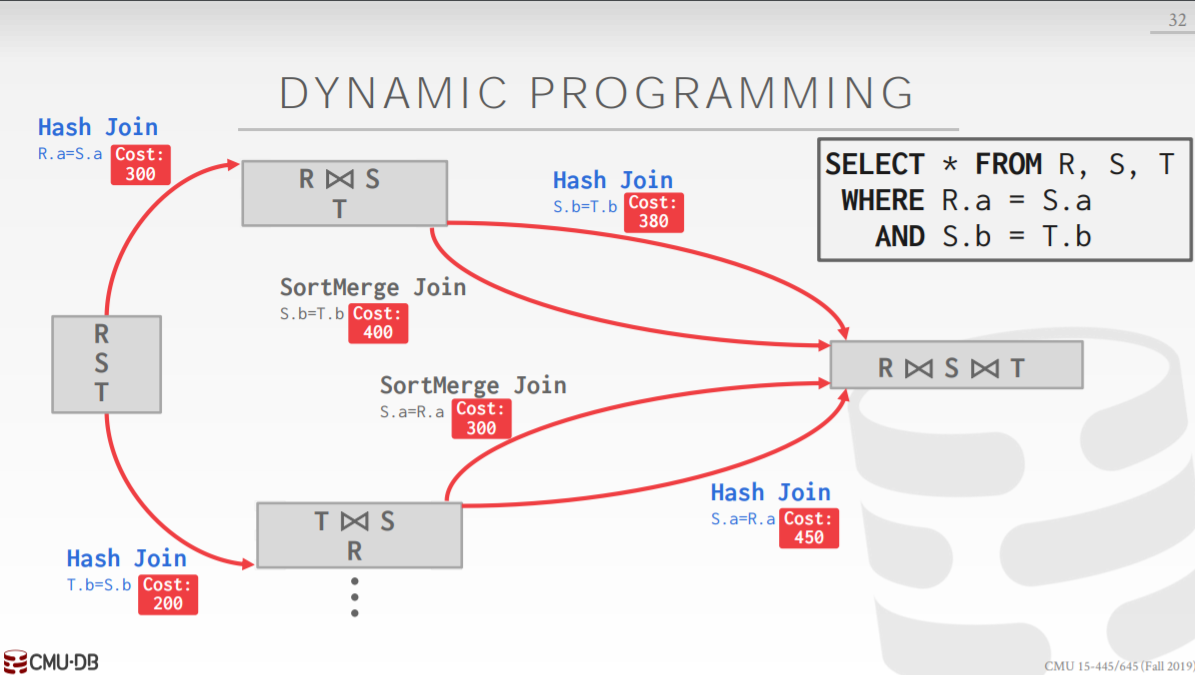 32
DYNAMIC PROGRAMMING
Hash Join
R.a=S.a
Cost:
300
R ⋈ S
T
Hash Join
S.b=T.b
Cost:
380
SELECT * FROM R, S, T
WHERE R.a = S.a
AND S.b = T.b
SortMerge Join
S.b=T.b
Cost:
400
R
S
T
R ⋈ S ⋈ T
SortMerge Join
S.a=R.a
Cost:
300
T ⋈ S
R
Hash Join
S.a=R.a
Cost:
450
Hash Join
T.b=S.b
Cost:
200
CMU·DB
CMU 15-445/645 (Fall 2019)